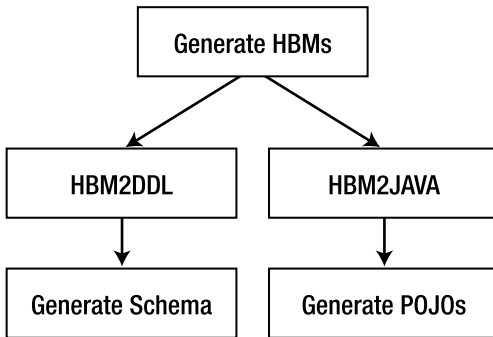 Generate HBMs
HBM2DDL
HBM2JAVA
Generate Schema
Generate POJOs